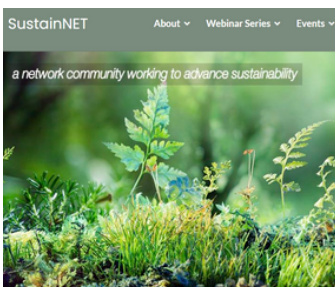 SustainNET
About
Webinar Series
Events
a network community working to advance sustainability